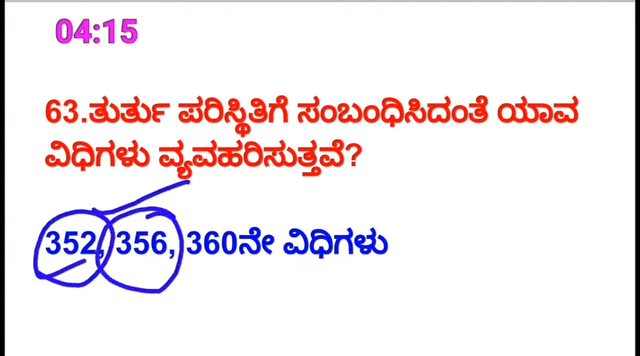 04:15
63.ತುರ್ತು ಪರಿಸ್ಥಿತಿಗೆ ಸಂಬಂಧಿಸಿದಂತೆ ಯಾವ
ವಿಧಿಗಳು ವ್ಯವಹರಿಸುತ್ತವೆ?
352, 356, 360ನೇ ವಿಧಿಗಳು